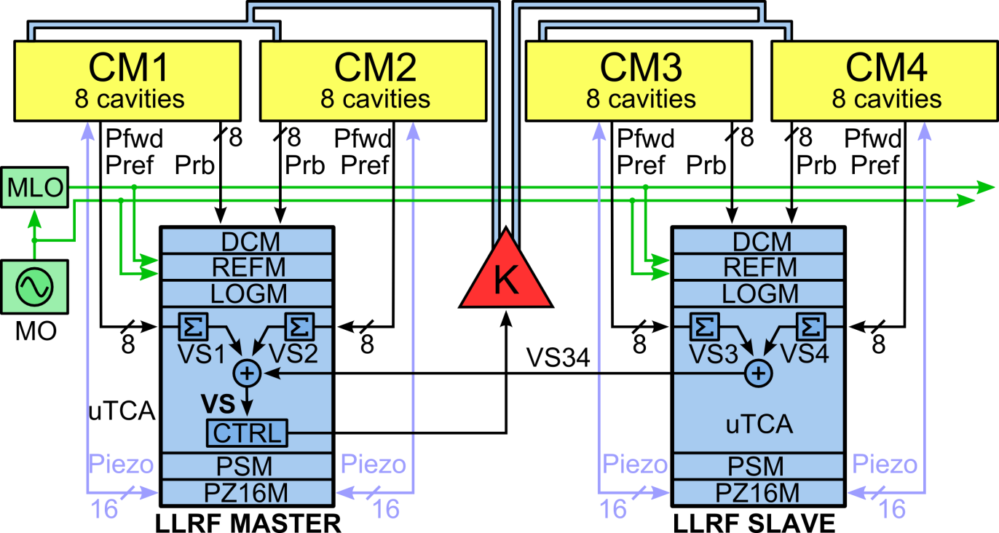 CM1
8 cavities
CM2
8 cavities
CM3
8 cavities
CM4
8 cavities
Pfwd
Pref
8
Prb
8
Prb
Pfwd
Pref
Pfwd
Pref
8
Prb
8
Prb
Pfwd
Pref
MLO
MO
DCM
REFM
LOGM
K
DCM
REFM
LOGM
8
Σ
VS1
Σ
VS2
8
+
VS
CTRL
uTCA
VS34
8
Σ
VS3
Σ
VS4
8
+
uTCA
Piezo
16
PSM
PZ16M
Piezo
16
LLRF MASTER
Piezo
16
PSM
PZ16M
Piezo
16
LLRF SLAVE